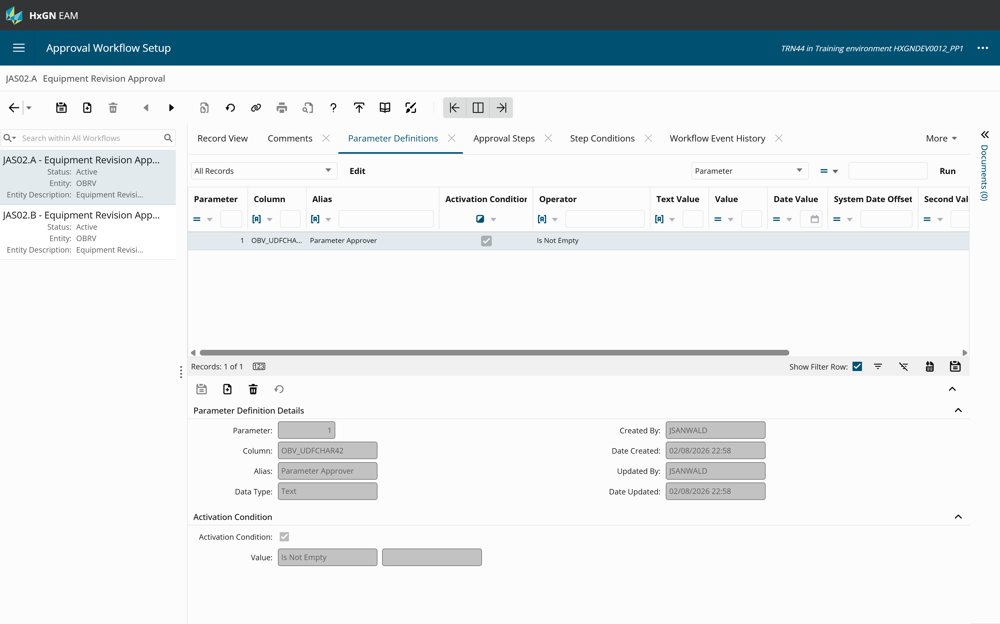 HxGN EAM
Approval Workflow Setup
TRN44 in Training environment HXGNDEV0012_PP1
JAS02.A Equipment Revision Approval
Search within All Workflows
JAS02.A - Equipment Revision App...
Status: Active
Entity: OBRV
Entity Description: Equipment Revisi...
JAS02.B - Equipment Revision App...
Status: Active
Entity: OBRV
Entity Description: Equipment Revisi...
Record View Comments Parameter Definitions Approval Steps Step Conditions Workflow Event History More
Documents (0)
All Records Edit Parameter = Run
Parameter Column Alias Activation Condition Operator Text Value Value Date Value System Date Offset Second Val
= [A] [A] [A] [A] = = = =
1 OBV_UDFCHA... Parameter Approver Is Not Empty
Records: 1 of 1 123 Show Filter Row:
Parameter Definition Details
Parameter: 1 Created By: JSANWALD
Column: OBV_UDFCHAR42 Date Created: 02/08/2026 22:58
Alias: Parameter Approver Updated By: JSANWALD
Data Type: Text Date Updated: 02/08/2026 22:58
Activation Condition
Activation Condition:
Value: Is Not Empty